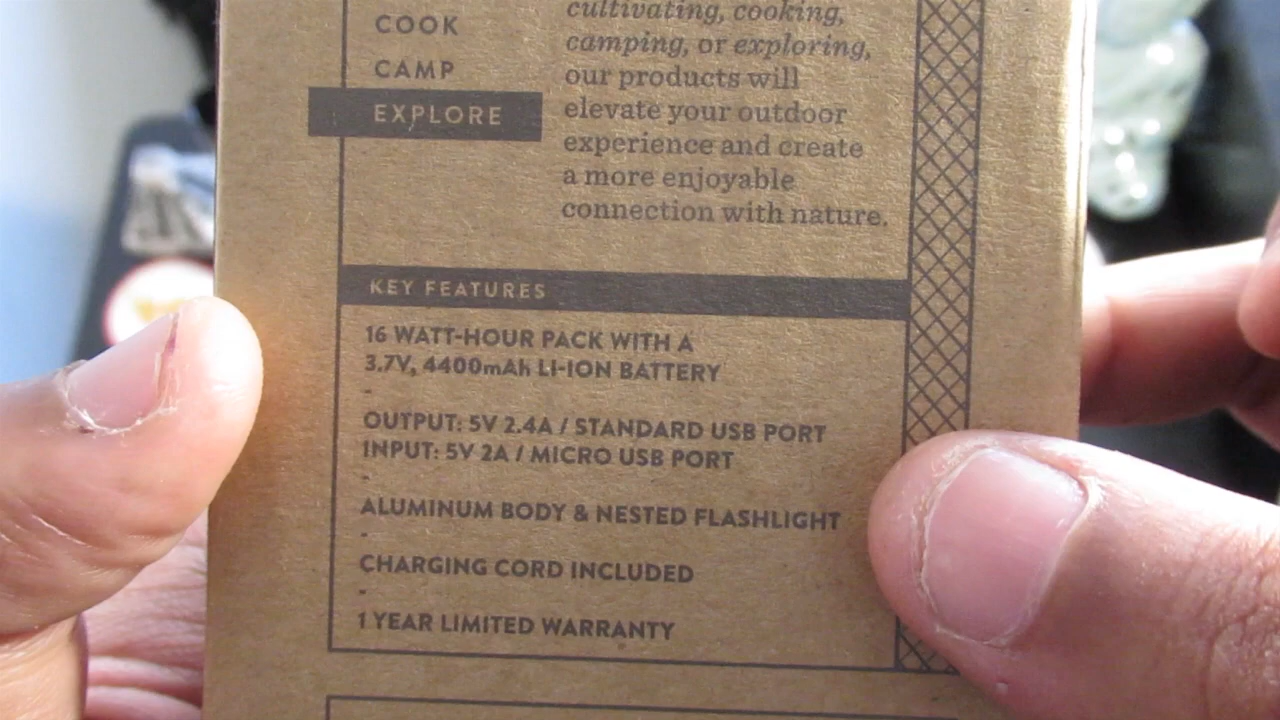 COOK
CAMP
EXPLORE
cultivating, cooking,
camping, or exploring,
our products will
elevate your outdoor
experience and create
a more enjoyable
connection with nature.
KEY FEATURES
16 WATT-HOUR PACK WITH A
3.7V, 4400mAh LI-ION BATTERY
-
OUTPUT: 5V 2.4A / STANDARD USB PORT
INPUT: 5V 2A / MICRO USB PORT
-
ALUMINUM BODY & NESTED FLASHLIGHT
-
CHARGING CORD INCLUDED
-
1 YEAR LIMITED WARRANTY